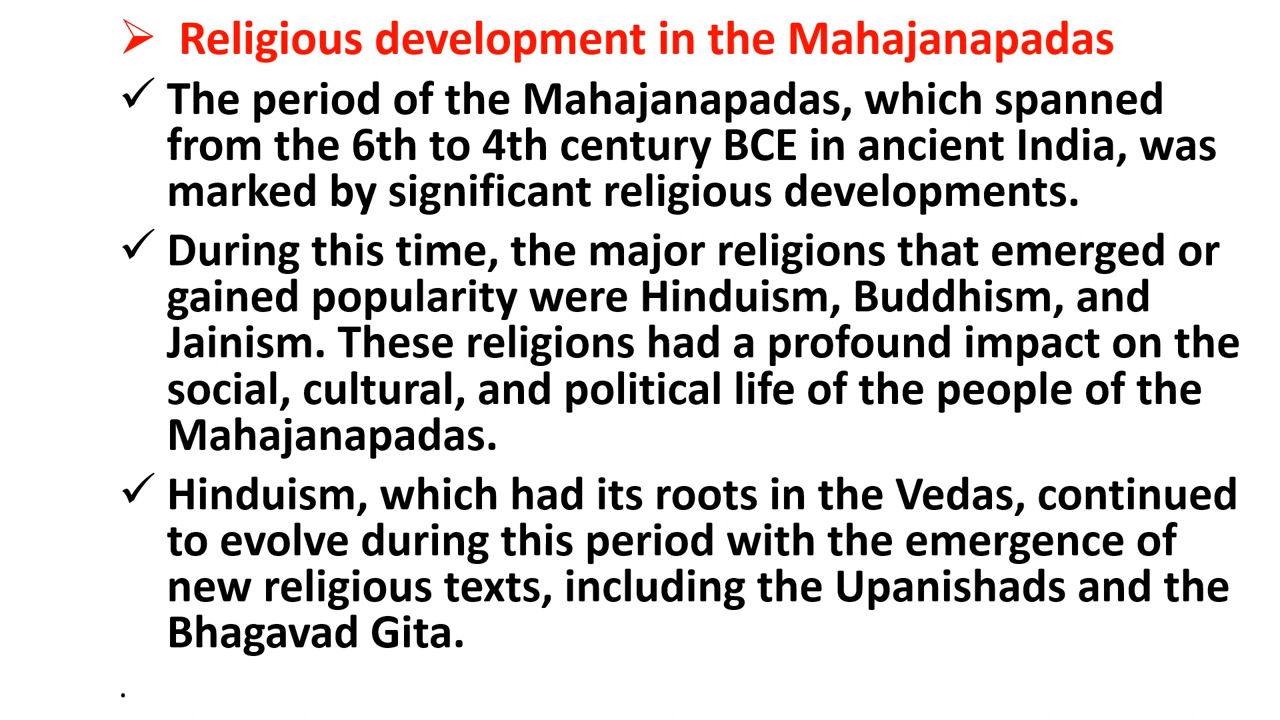 ➢ Religious development in the Mahajanapadas
✓ The period of the Mahajanapadas, which spanned
from the 6th to 4th century BCE in ancient India, was
marked by significant religious developments.
✓ During this time, the major religions that emerged or
gained popularity were Hinduism, Buddhism, and
Jainism. These religions had a profound impact on the
social, cultural, and political life of the people of the
Mahajanapadas.
✓ Hinduism, which had its roots in the Vedas, continued
to evolve during this period with the emergence of
new religious texts, including the Upanishads and the
Bhagavad Gita.
.